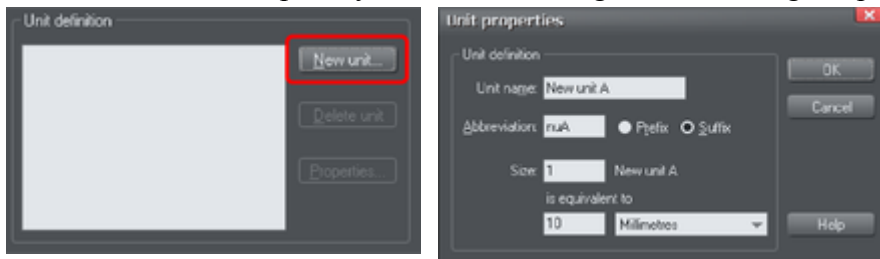 Unit definition
New unit...
Delete unit
Properties...
Unit properties
Unit definition
Unit name: New unit A
Abbreviation: nuA Prefix Suffix
Size: 1 New unit A
is equivalent to
10 Millimetres
OK
Cancel
Help